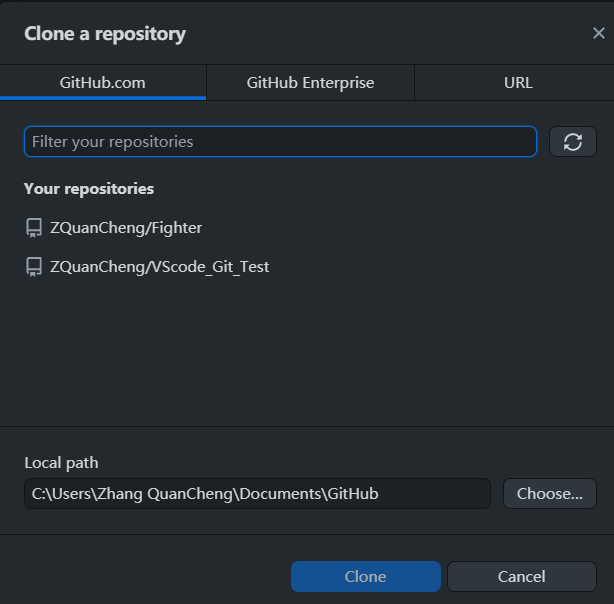 Clone a repository
GitHub.com
GitHub Enterprise
URL
Filter your repositories
Your repositories
ZQuanCheng/Fighter
ZQuanCheng/VScode_Git_Test
Local path
C:\Users\Zhang QuanCheng\Documents\GitHub
Choose...
Clone
Cancel